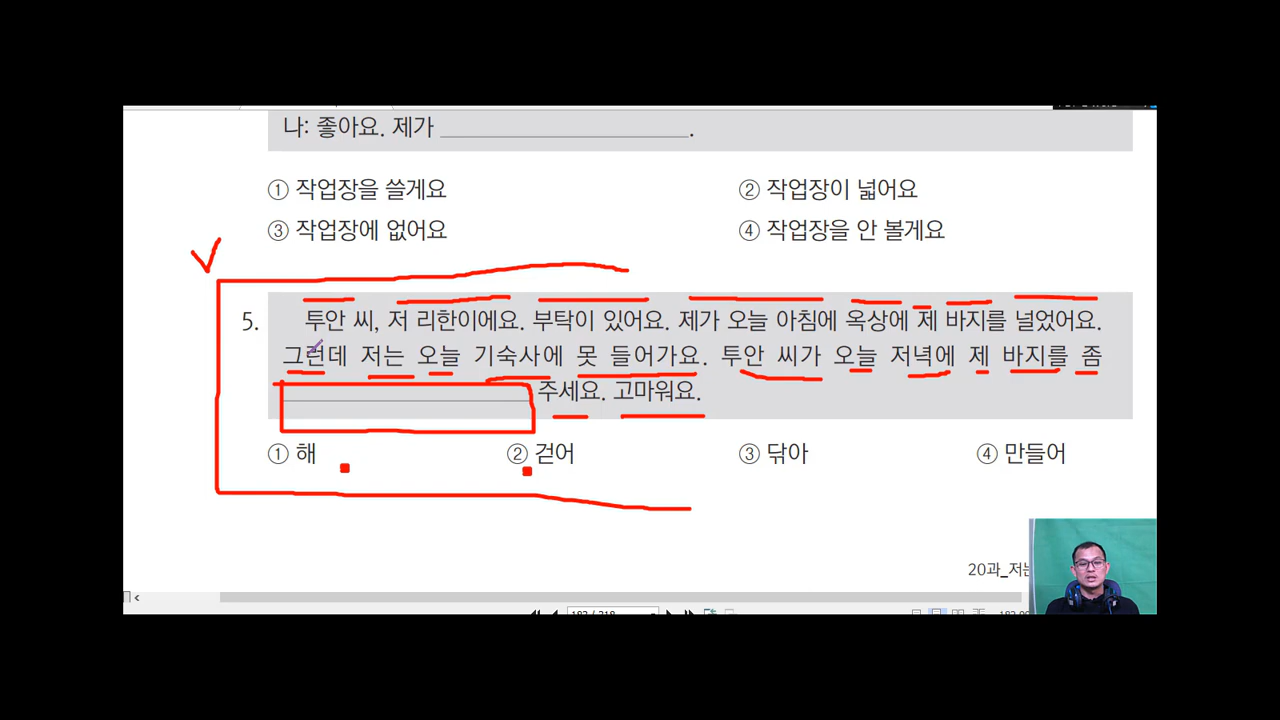 나: 좋아요. 제가 ____________________.
① 작업장을 쓸게요 ② 작업장이 넓어요
③ 작업장에 없어요 ④ 작업장을 안 볼게요
5. 투안 씨, 저 리한이에요. 부탁이 있어요. 제가 오늘 아침에 옥상에 제 바지를 널었어요.
그런데 저는 오늘 기숙사에 못 들어가요. 투안 씨가 오늘 저녁에 제 바지를 좀
____________________ 주세요. 고마워요.
① 해 ② 걷어 ③ 닦아 ④ 만들어
20과_저는